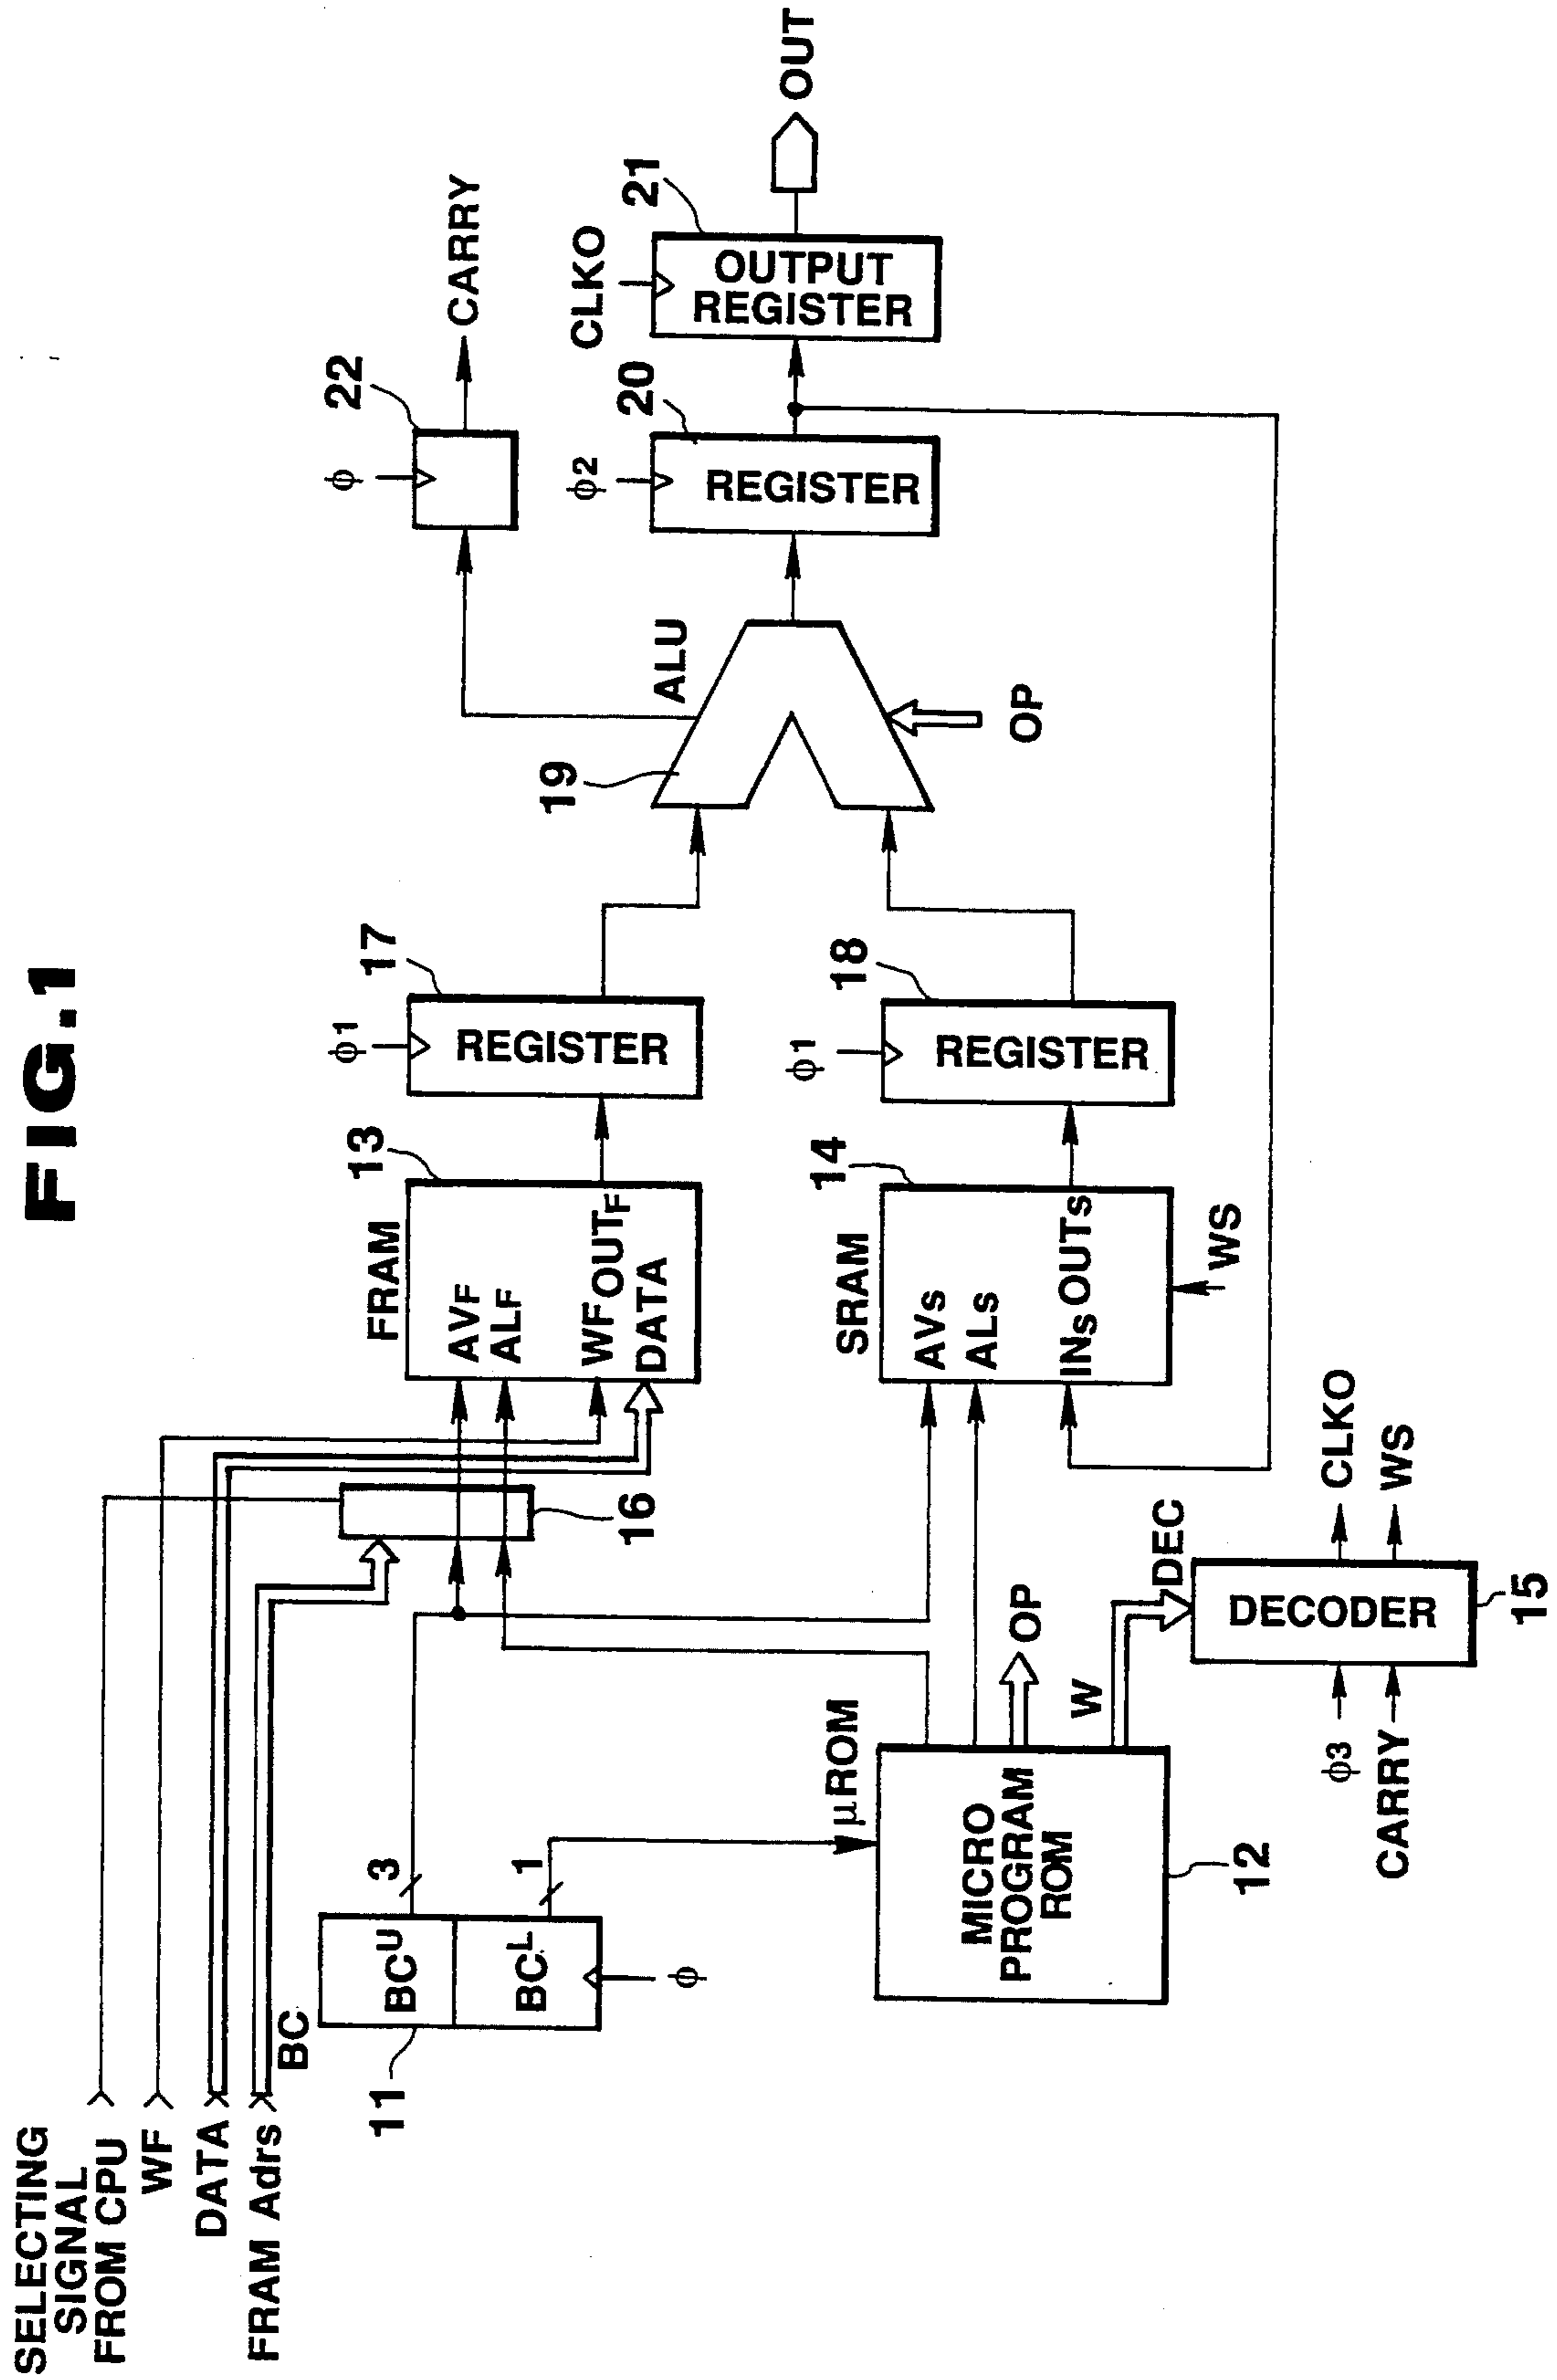 FIG.1
SELECTING
SIGNAL
FROM CPU
WF
DATA
FRAM Adrs
BC
11
BCU
BCL
3
1
ϕ
μROM
MICRO
PROGRAM
ROM
12
OP
W
DEC
DECODER
15
ϕ3
CARRY
CLKO
WS
16
FRAM
13
AVF
ALF
WF
OUTF
DATA
SRAM
14
AVS
ALS
INS
OUTS
WS
ϕ1
REGISTER
17
ϕ1
REGISTER
18
19
ALU
OP
ϕ
22
CARRY
ϕ2
REGISTER
20
CLKO
OUTPUT
REGISTER
21
OUT